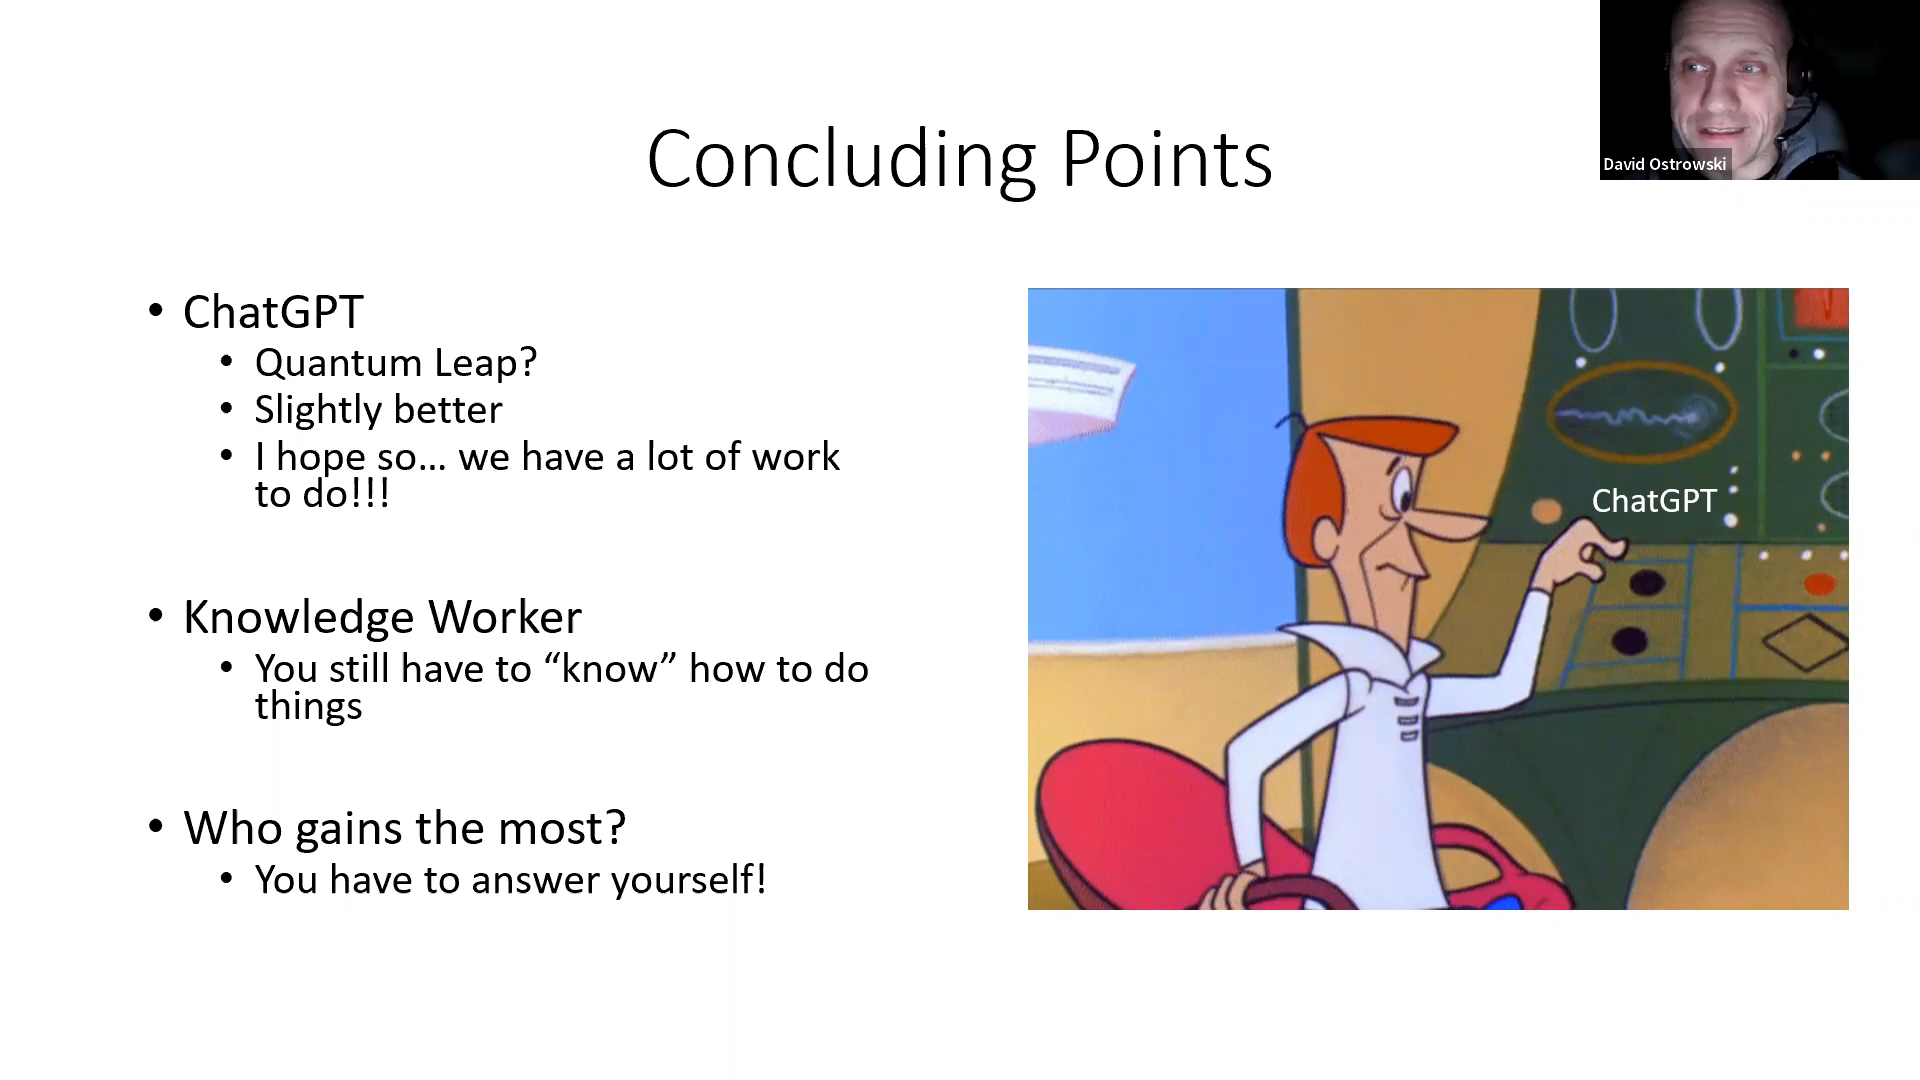 David Ostrowski
Concluding Points
• ChatGPT
• Quantum Leap?
• Slightly better
• I hope so… we have a lot of work
to do!!!
• Knowledge Worker
• You still have to “know” how to do
things
• Who gains the most?
• You have to answer yourself!
ChatGPT